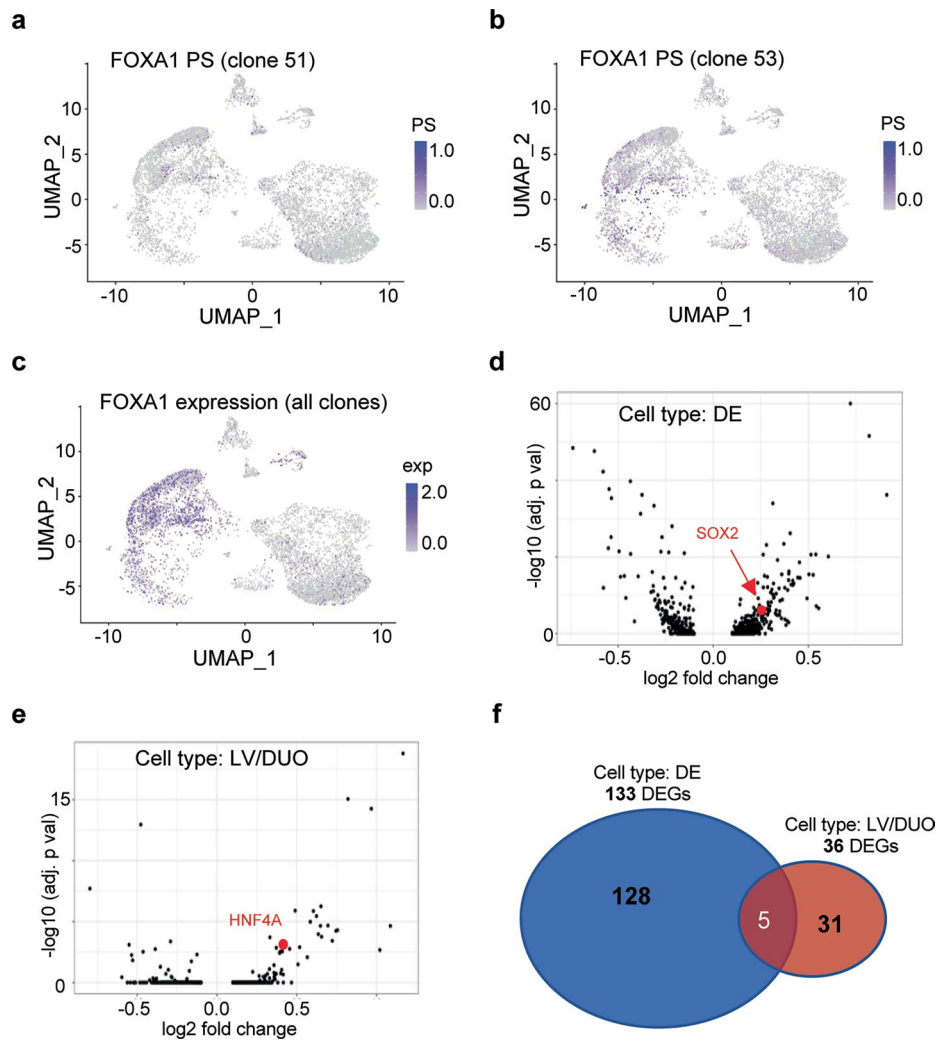 a
FOXA1 PS (clone 51)
UMAP_2
10
5
0
-5
PS
1.0
0.0
-10
0
10
UMAP_1
b
FOXA1 PS (clone 53)
UMAP_2
10
5
0
-5
PS
1.0
0.0
-10
0
10
UMAP_1
c
FOXA1 expression (all clones)
UMAP_2
10
5
0
-5
exp
2.0
0.0
-10
0
10
UMAP_1
d
Cell type: DE
-log10 (adj. p val)
60
0
SOX2
-0.5
0.0
0.5
log2 fold change
e
Cell type: LV/DUO
-log10 (adj. p val)
15
0
HNF4A
-0.5
0.0
0.5
log2 fold change
f
Cell type: DE
133 DEGs
Cell type: LV/DUO
36 DEGs
128
5
31